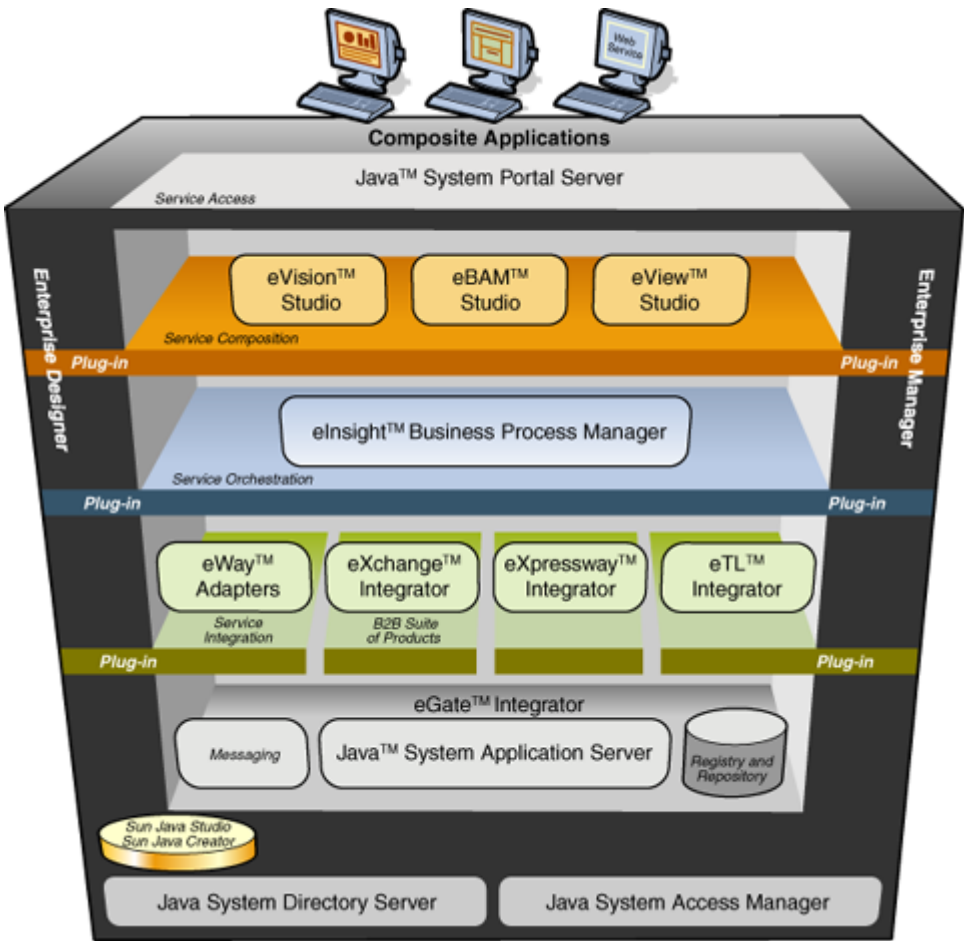 Web
Service
Composite Applications
Java™ System Portal Server
Service Access
Enterprise Designer
Enterprise Manager
eVision™
Studio
eBAM™
Studio
eView™
Studio
Service Composition
Plug-in
Plug-in
eInsight™ Business Process Manager
Service Orchestration
Plug-in
Plug-in
eWay™
Adapters
eXchange™
Integrator
eXpressway™
Integrator
eTL™
Integrator
Service
Integration
B2B Suite
of Products
Plug-in
Plug-in
eGate™ Integrator
Messaging
Java™ System Application Server
Registry and
Repository
Sun Java Studio
Sun Java Creator
Java System Directory Server
Java System Access Manager